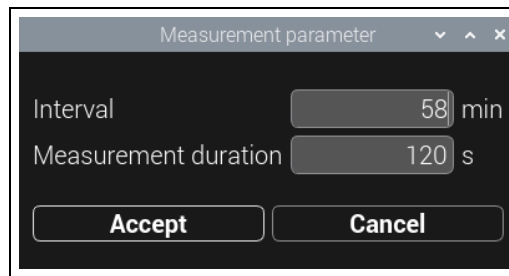 Measurement parameter
Interval 58 min
Measurement duration 120 s
Accept Cancel